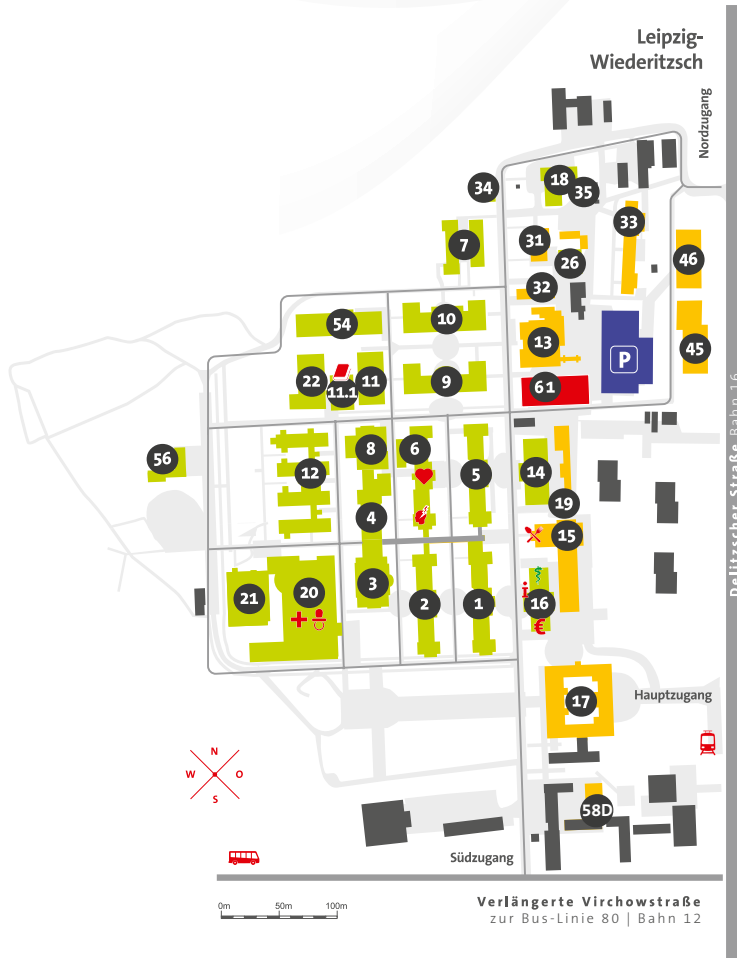 Leipzig-
Wiederitzsch
Nordzugang
18
34
35
33
7
31
46
26
32
10
54
13
45
P
22
11
9
61
11.1
Delitzscher Straße Bahn 16
8
6
56
12
5
14
4
19
15
3
20
21
2
1
i
16
€
17
Hauptzugang
N
W
O
S
58D
Südzugang
0m
50m
100m
Verlängerte Virchowstraße
zur Bus-Linie 80 | Bahn 12